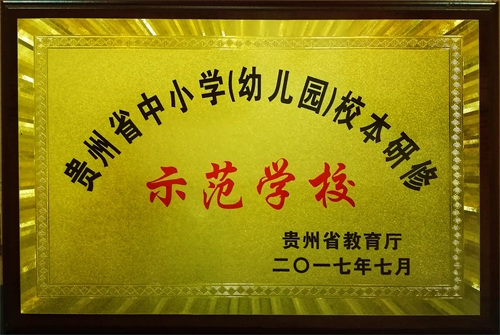 贵州省中小学(幼儿园)校本研修
示范学校
贵州省教育厅
二〇一七年七月